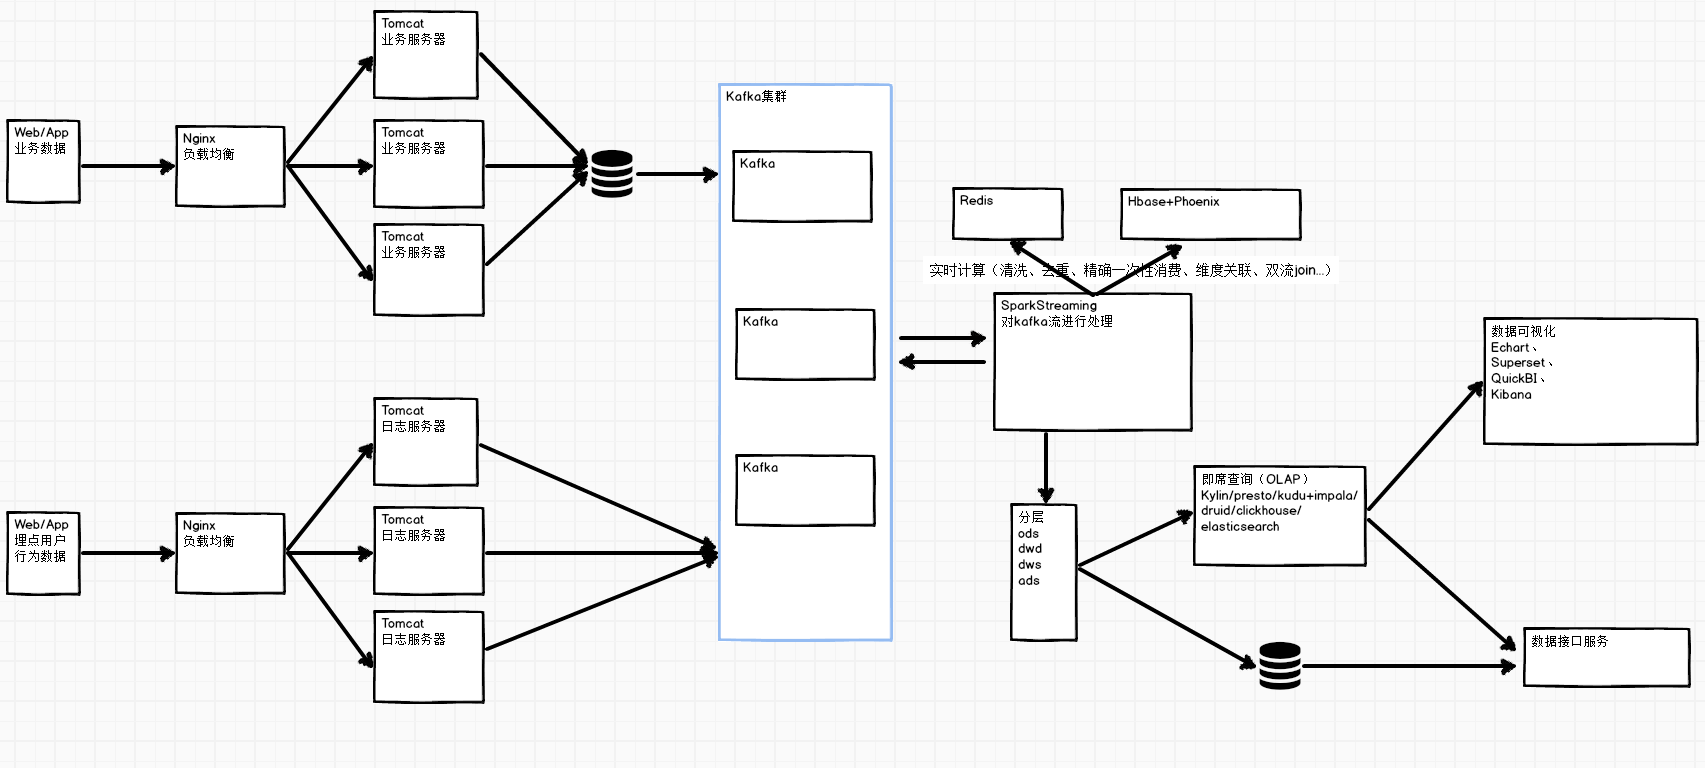 Web/App
业务数据
Nginx
负载均衡
Tomcat
业务服务器
Tomcat
业务服务器
Tomcat
业务服务器
Web/App
埋点用户
行为数据
Nginx
负载均衡
Tomcat
日志服务器
Tomcat
日志服务器
Tomcat
日志服务器
Kafka集群
Kafka
Kafka
Kafka
Redis
Hbase+Phoenix
实时计算（清洗、去重、精确一次性消费、维度关联、双流join...）
SparkStreaming
对kafka流进行处理
分层
ods
dwd
dws
ads
即席查询（OLAP）
Kylin/presto/kudu+impala/
druid/clickhouse/
elasticsearch
数据可视化
Echart、
Superset、
QuickBI、
Kibana
数据接口服务